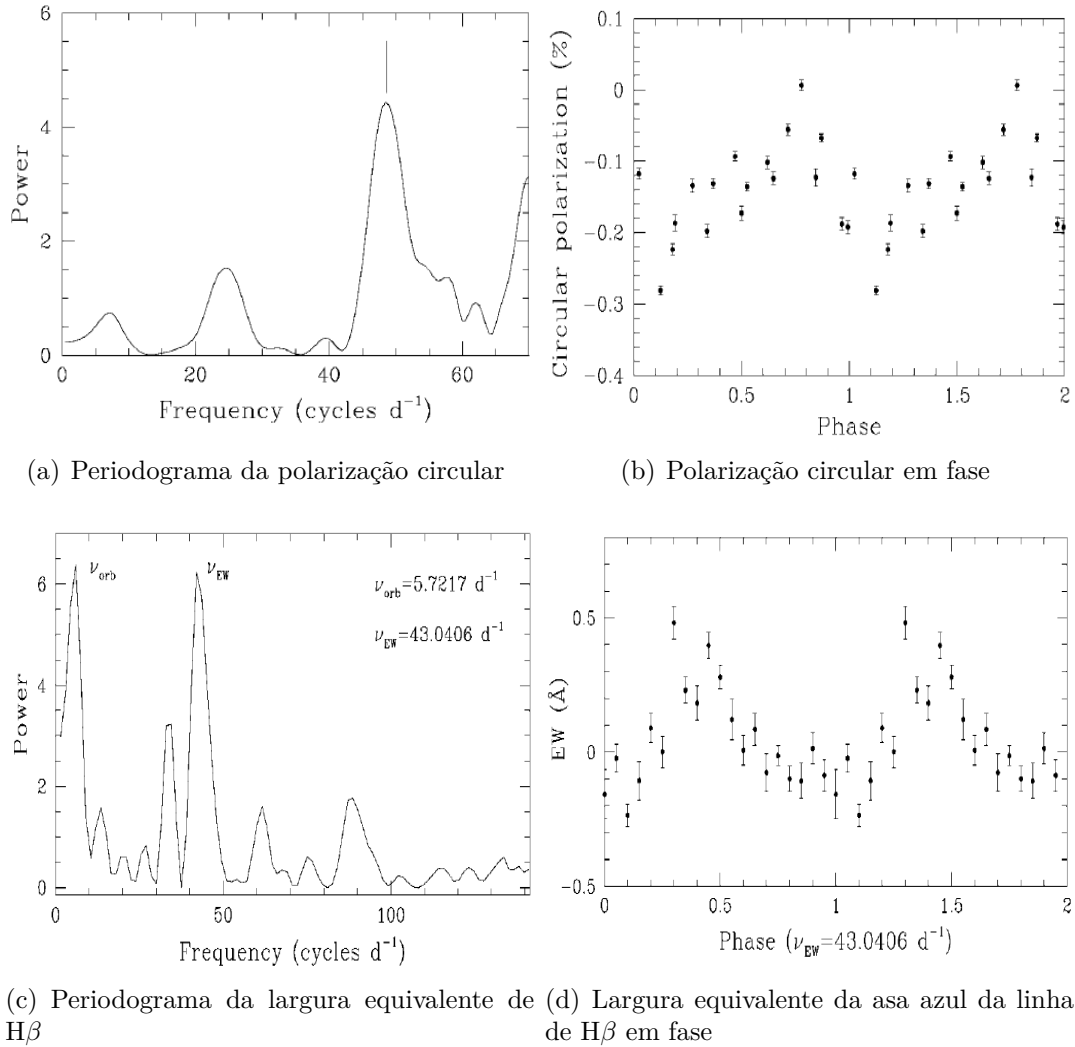 6
4
2
0
Power
0
20
40
60
Frequency (cycles d⁻¹)
(a) Periodograma da polarização circular
0.1
0
−0.1
−0.2
−0.3
−0.4
Circular polarization (%)
0
0.5
1
1.5
2
Phase
(b) Polarização circular em fase
6
4
2
0
Power
ν_orb
ν_EW
ν_orb=5.7217 d⁻¹
ν_EW=43.0406 d⁻¹
0
50
100
Frequency (cycles d⁻¹)
(c) Periodograma da largura equivalente de
Hβ
0.5
0
−0.5
EW (Å)
0
0.5
1
1.5
2
Phase (ν_EW=43.0406 d⁻¹)
(d) Largura equivalente da asa azul da linha
de Hβ em fase